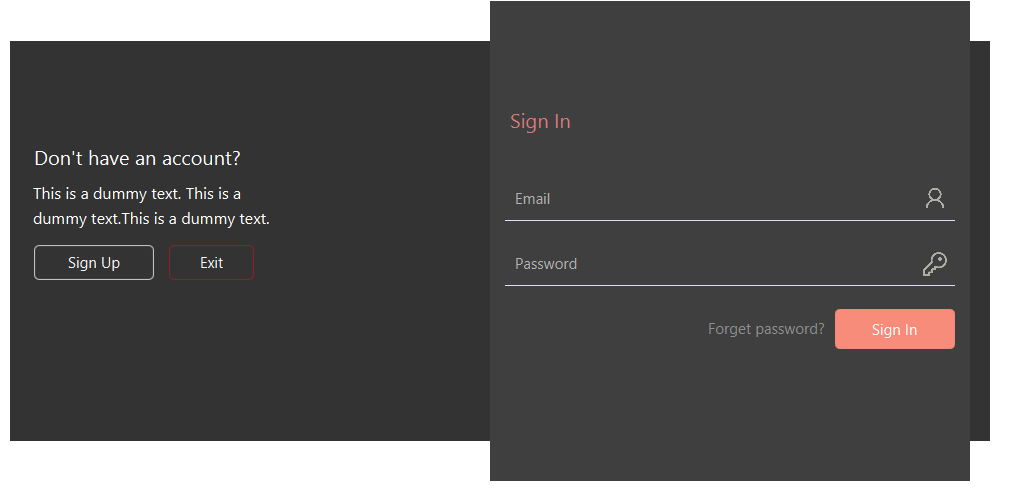 Don't have an account?
This is a dummy text. This is a
dummy text.This is a dummy text.
Sign Up
Exit
Sign In
Email
Password
Forget password?
Sign In